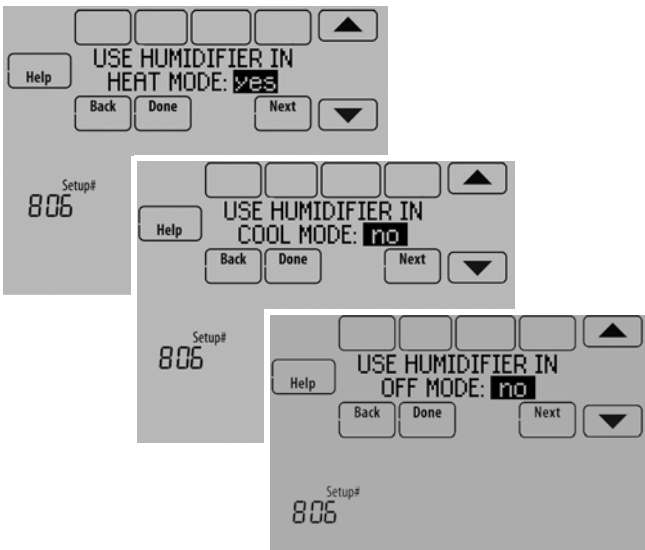 USE HUMIDIFIER IN
Help
HEAT MODE: yes
Back Done Next
Setup#
806
USE HUMIDIFIER IN
Help
COOL MODE: no
Back Done Next
Setup#
806
USE HUMIDIFIER IN
Help
OFF MODE: no
Back Done Next
Setup#
806